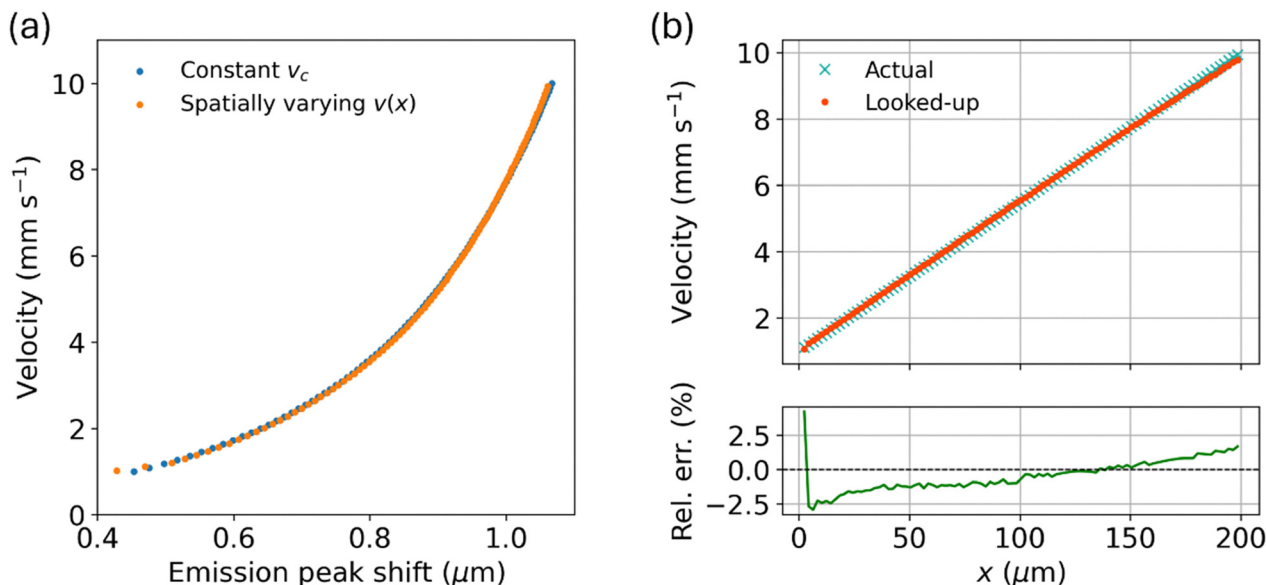 (a)
Velocity (mm s⁻¹)
10
8
6
4
2
0
Constant v_c
Spatially varying v(x)
0.4 0.6 0.8 1.0
Emission peak shift (μm)
(b)
Velocity (mm s⁻¹)
10
8
6
4
2
Actual
Looked-up
Rel. err. (%)
2.5
0.0
−2.5
0 50 100 150 200
x (μm)